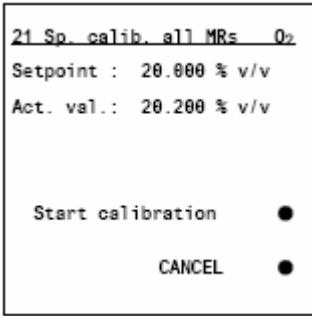 21 Sp. calib. all MRs O₂
Setpoint : 20.000 % v/v
Act. val.: 20.200 % v/v
Start calibration ●
CANCEL ●